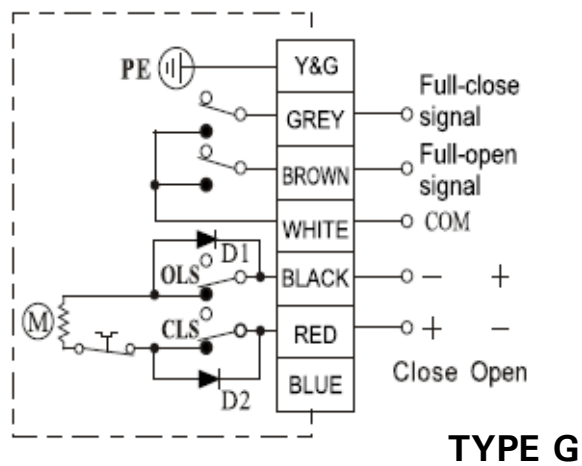 PE
Y&G
Full-close
signal
GREY
Full-open
signal
BROWN
COM
WHITE
D1
OLS
BLACK
− +
M
CLS
RED
+ −
Close Open
D2
BLUE
TYPE G